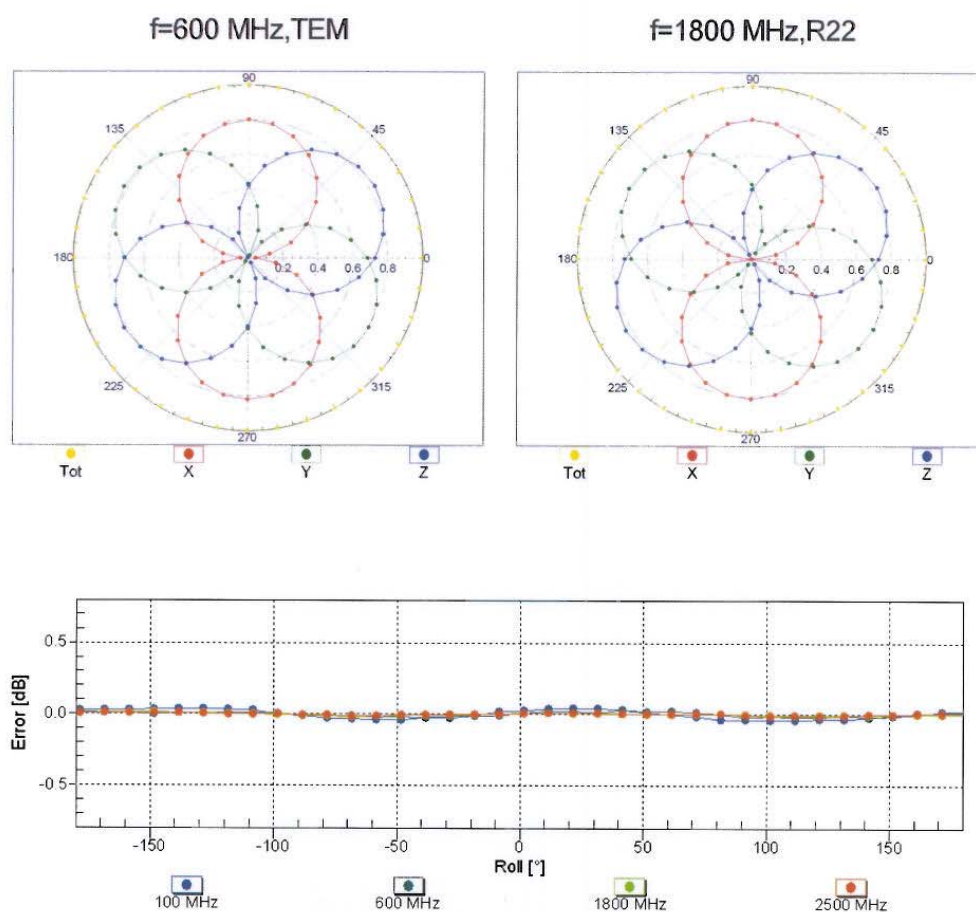 f=600 MHz,TEM
f=1800 MHz,R22
90
135
45
180
0.2 0.4 0.6 0.8
0
225
315
270
Tot X Y Z
90
135
45
180
0.2 0.4 0.6 0.8
0
225
315
270
Tot X Y Z
Error [dB]
0.5
0.0
-0.5
-150 -100 -50 0 50 100 150
Roll [°]
100 MHz 600 MHz 1800 MHz 2500 MHz